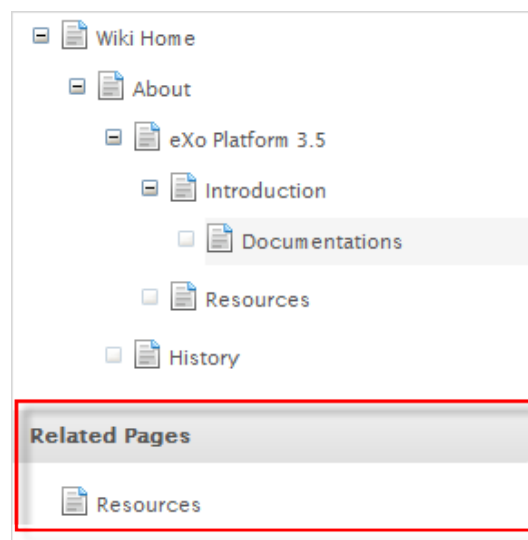 Wiki Home
About
eXo Platform 3.5
Introduction
Documentations
Resources
History
Related Pages
Resources